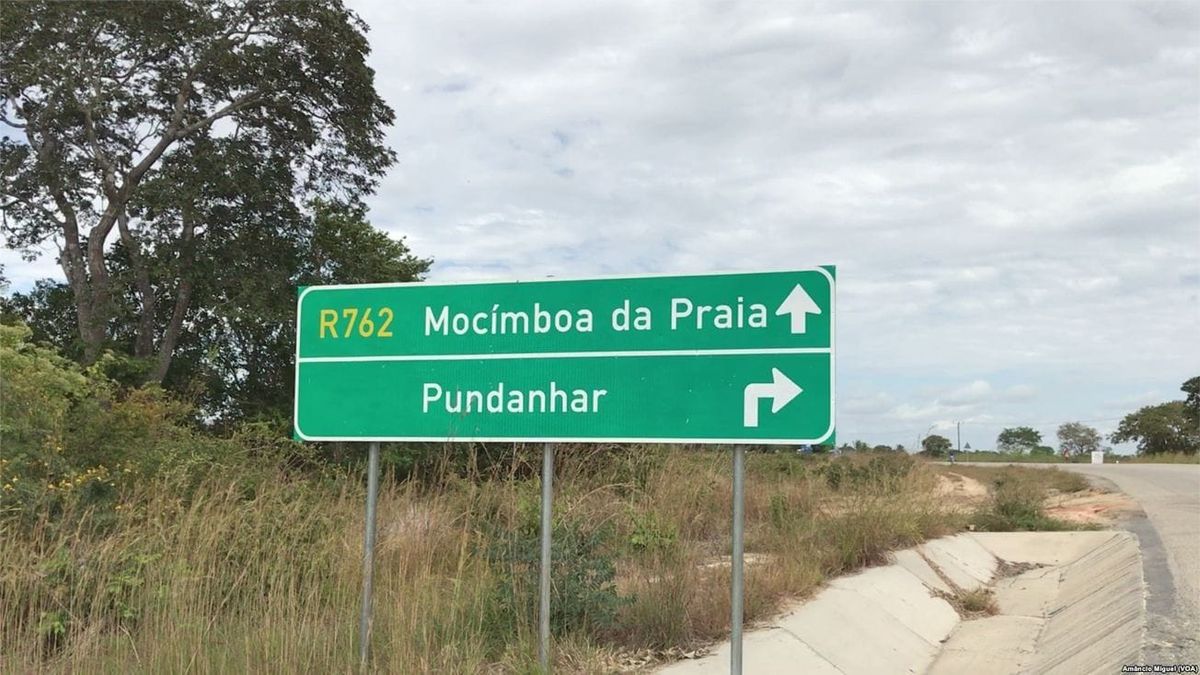 R762 Mocímboa da Praia
Pundanhar
Amâncio Miguel (VOA)